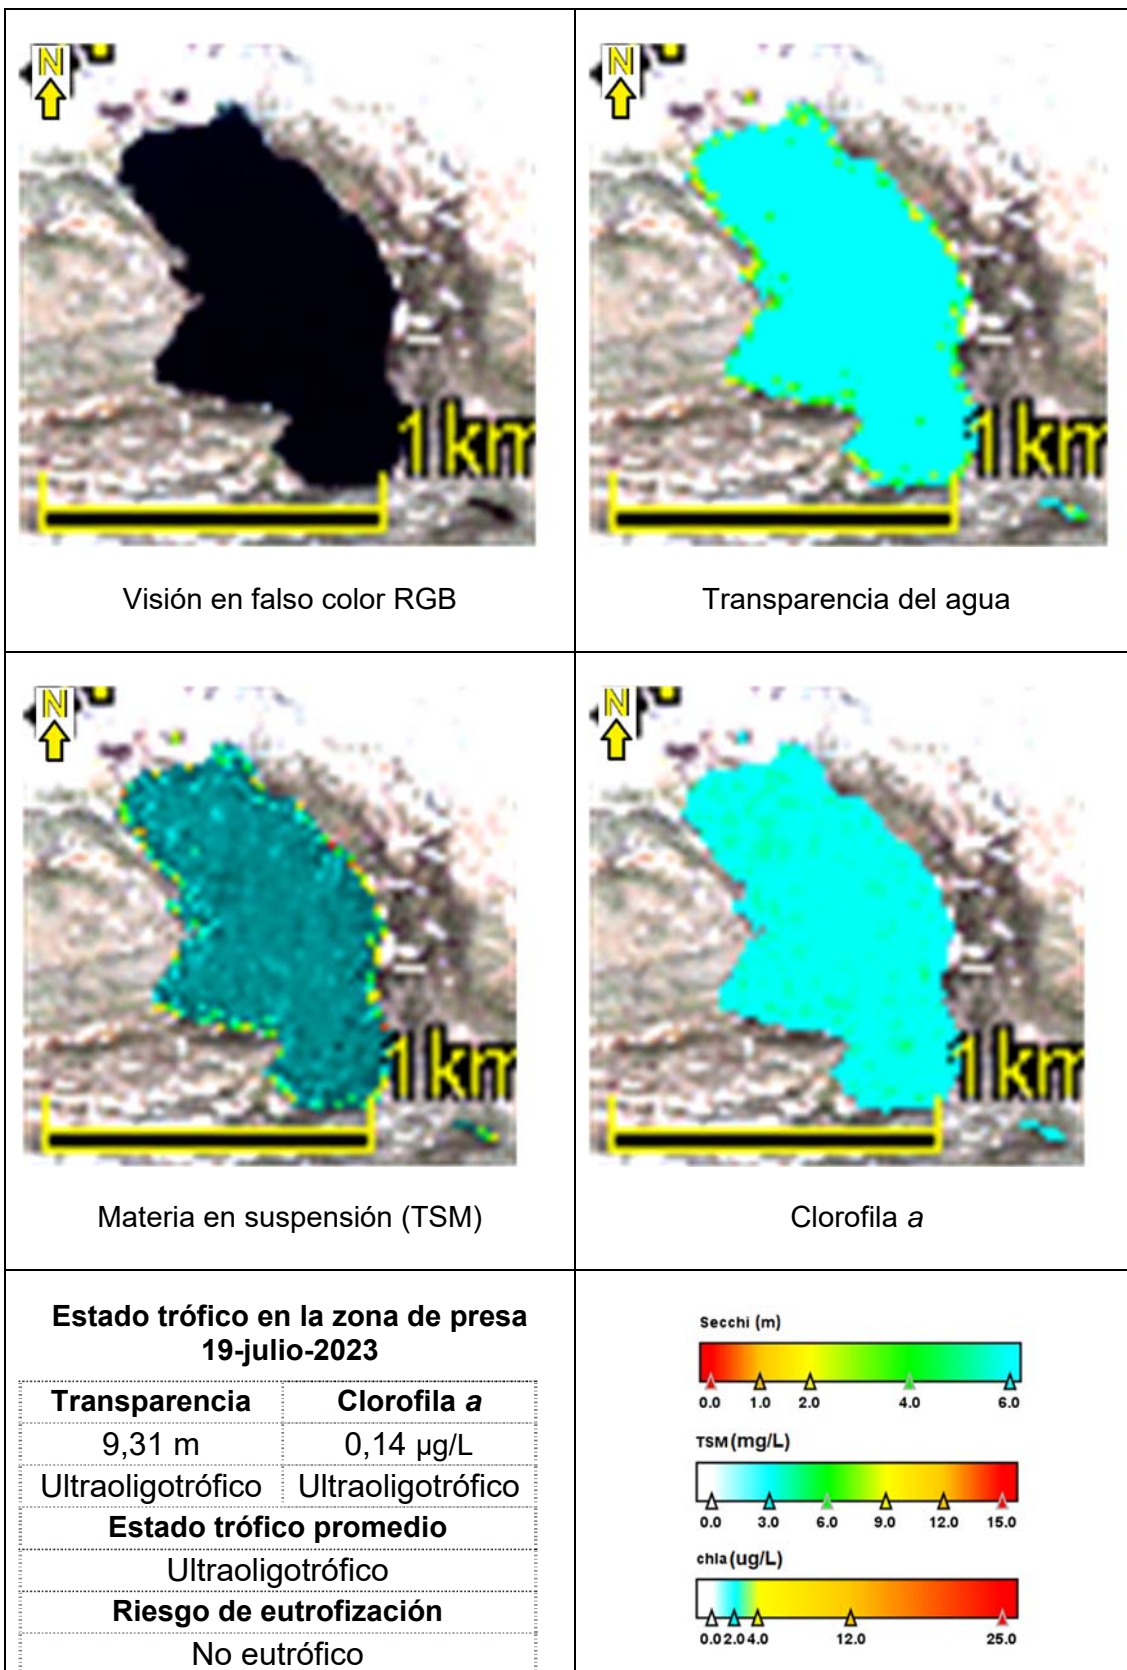 N
1km
Visión en falso color RGB
N
1km
Transparencia del agua
N
1km
Materia en suspensión (TSM)
N
1km
Clorofila a
Estado trófico en la zona de presa
19-julio-2023
Transparencia Clorofila a
9,31 m 0,14 µg/L
Ultraoligotrófico Ultraoligotrófico
Estado trófico promedio
Ultraoligotrófico
Riesgo de eutrofización
No eutrófico
Secchi (m)
0.0 1.0 2.0 4.0 6.0
TSM(mg/L)
0.0 3.0 6.0 9.0 12.0 15.0
chla(ug/L)
0.0 2.0 4.0 12.0 25.0